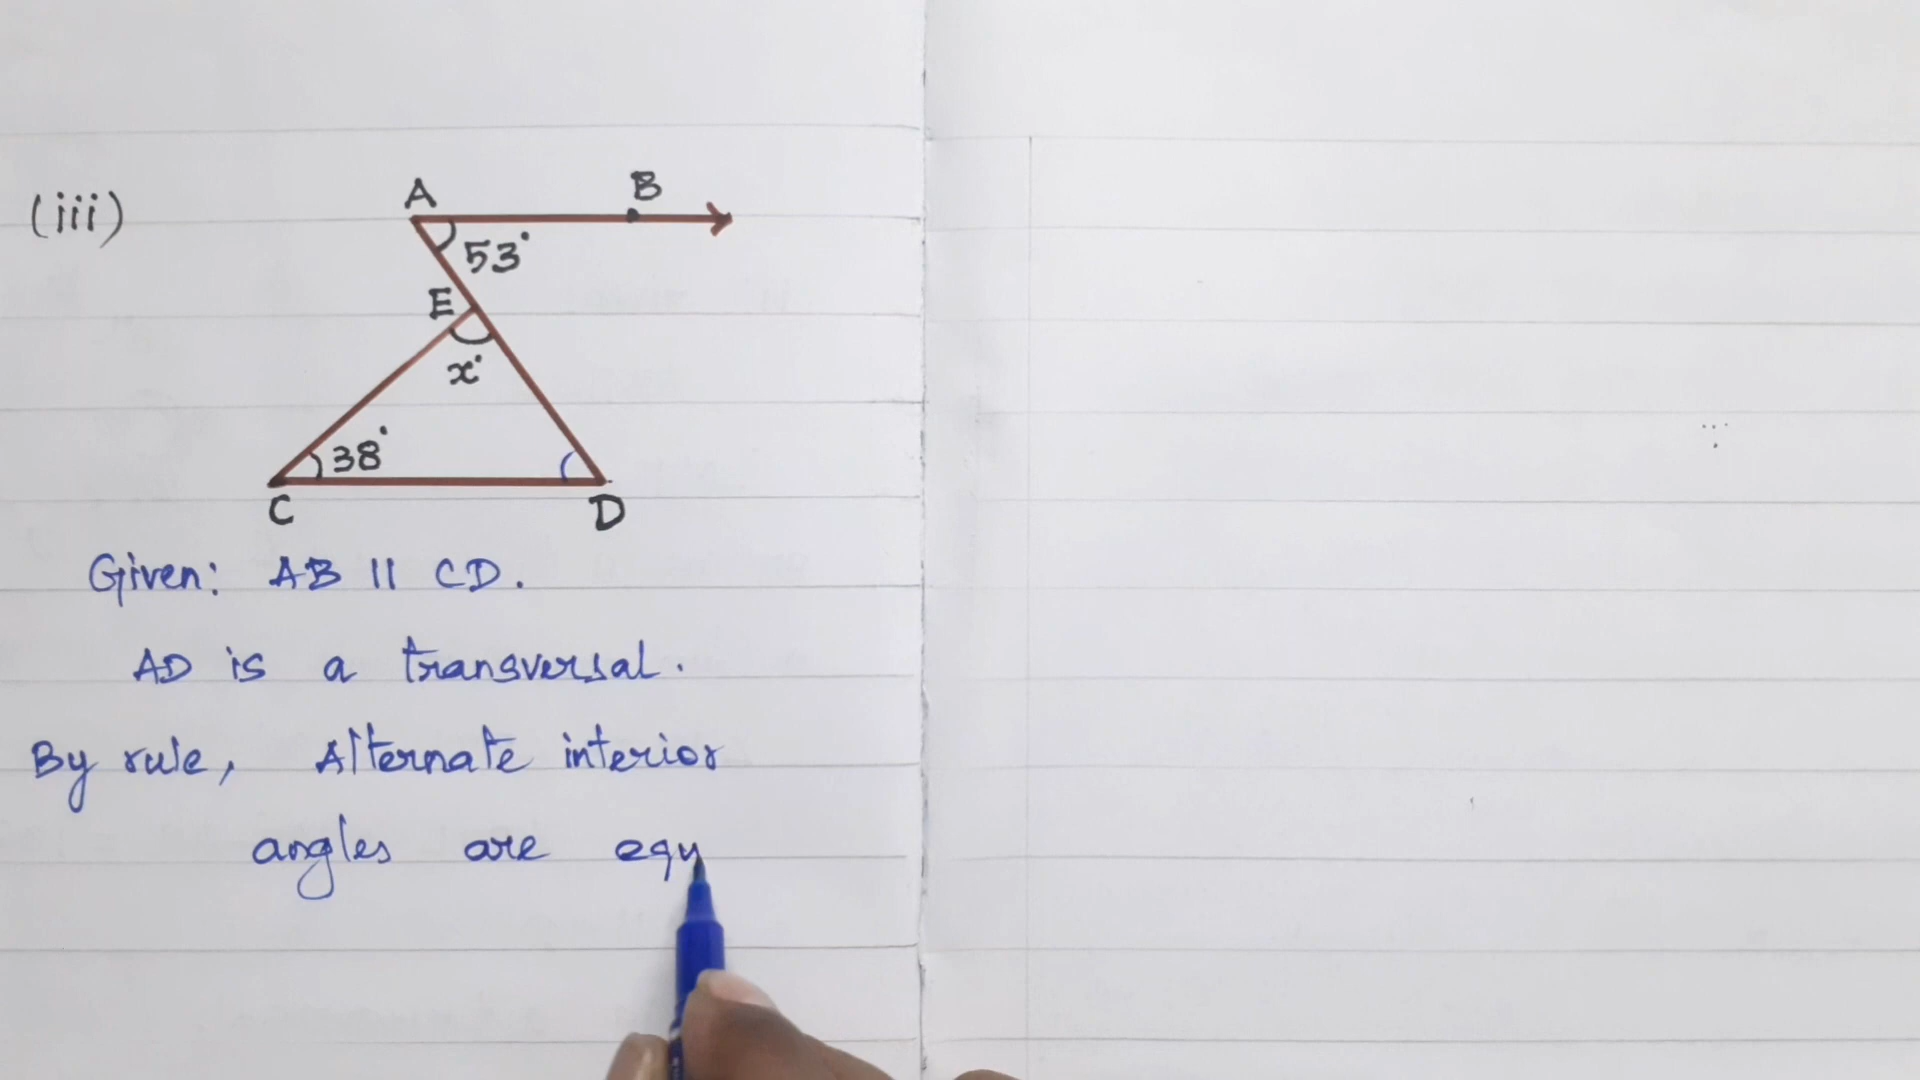 (iii)
A B
53°
E
x°
38°
C D
Given: AB || CD.
AD is a transversal.
By rule, Alternate interior
angles are equ